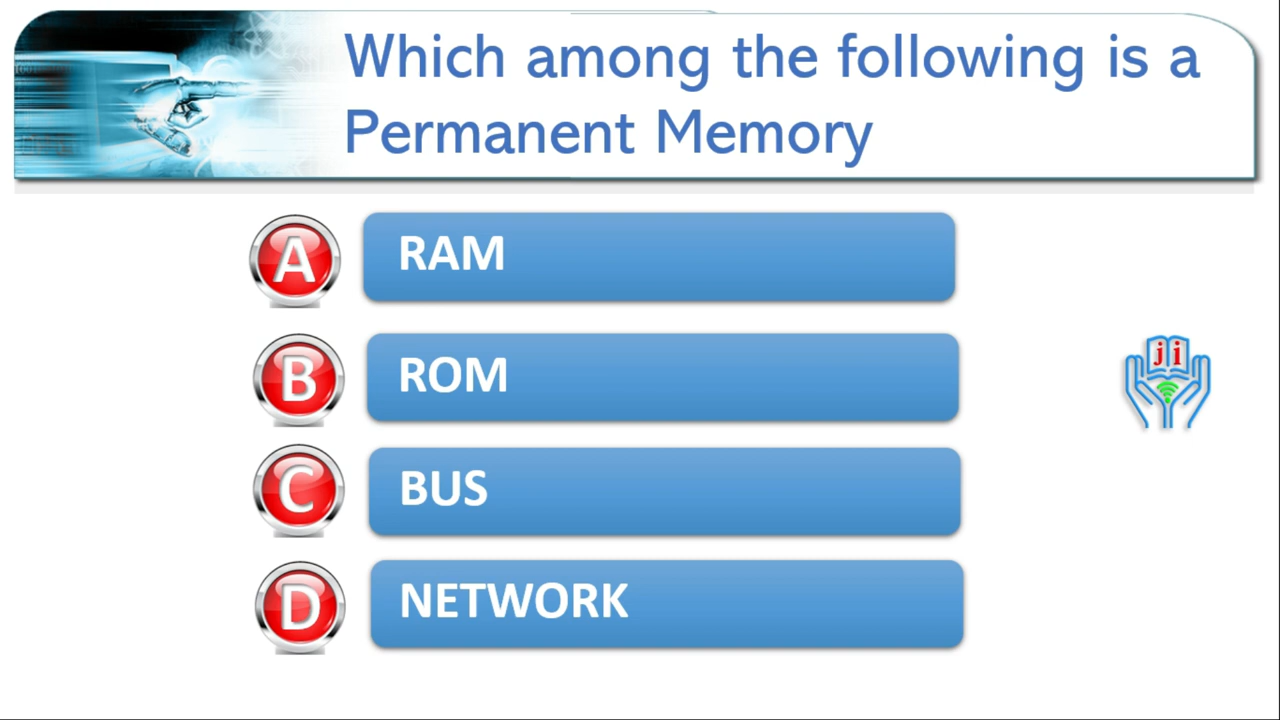 Which among the following is a
Permanent Memory
A RAM
B ROM
ji
C BUS
D NETWORK